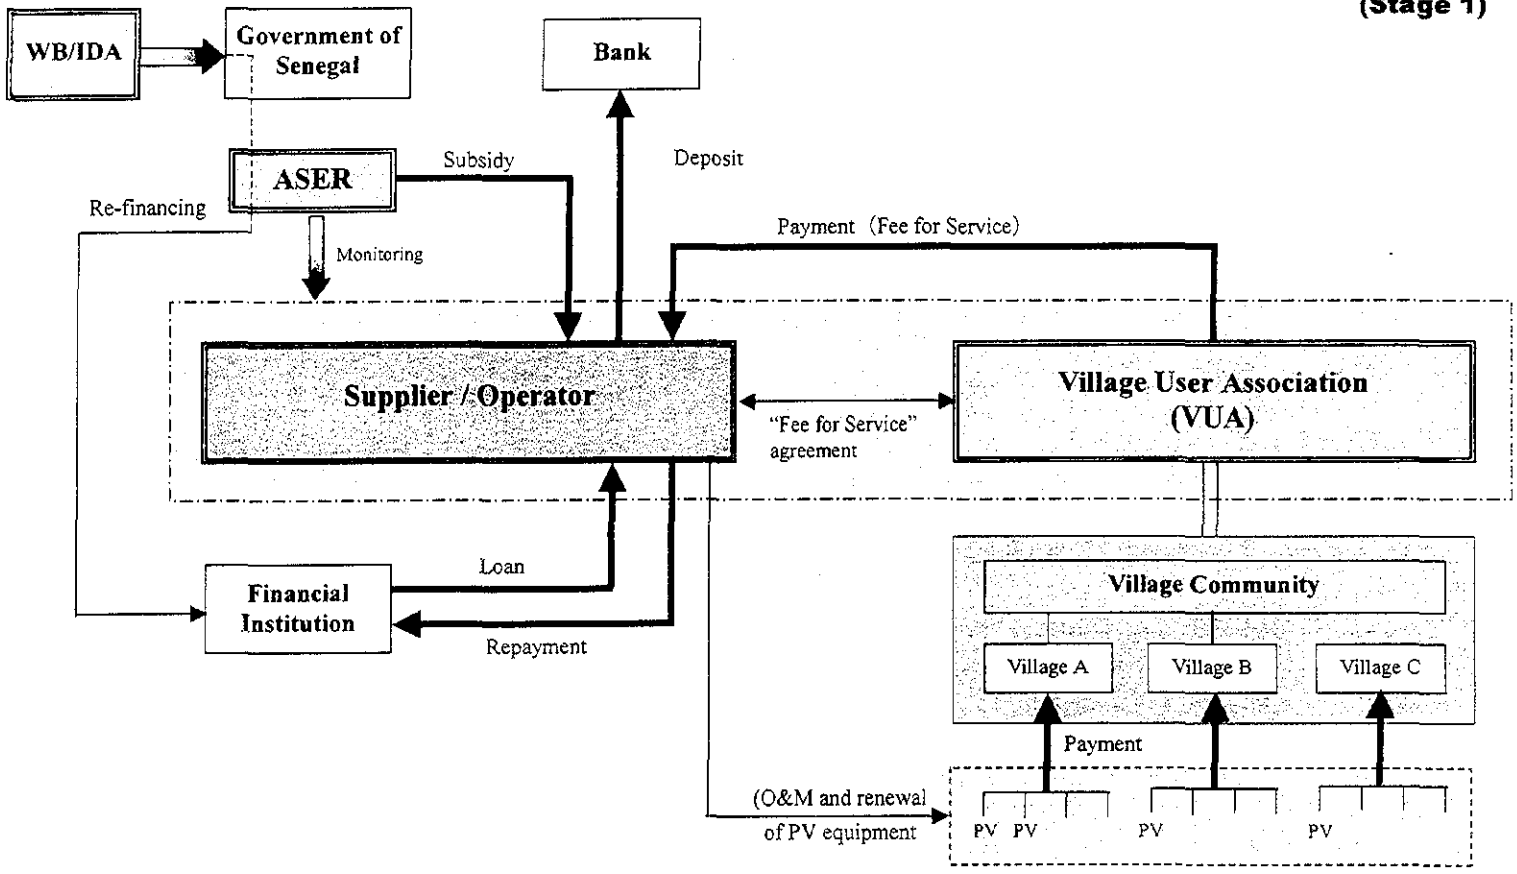 (Stage 1)
WB/IDA
Government of
Senegal
Bank
Subsidy
Deposit
ASER
Re-financing
Payment (Fee for Service)
Monitoring
Supplier / Operator
Village User Association
(VUA)
“Fee for Service”
agreement
Loan
Financial
Institution
Repayment
Village Community
Village A
Village B
Village C
Payment
(O&M and renewal
of PV equipment
PV PV
PV
PV